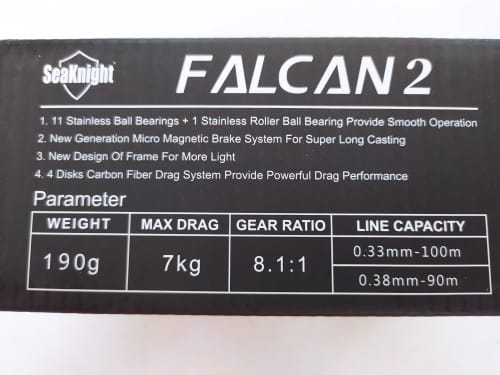 SeaKnight FALCAN 2
1. 11 Stainless Ball Bearings + 1 Stainless Roller Ball Bearing Provide Smooth Operation
2. New Generation Micro Magnetic Brake System For Super Long Casting
3. New Design Of Frame For More Light
4. 4 Disks Carbon Fiber Drag System Provide Powerful Drag Performance
Parameter
WEIGHT MAX DRAG GEAR RATIO LINE CAPACITY
190g 7kg 8.1:1 0.33mm-100m
0.38mm-90m